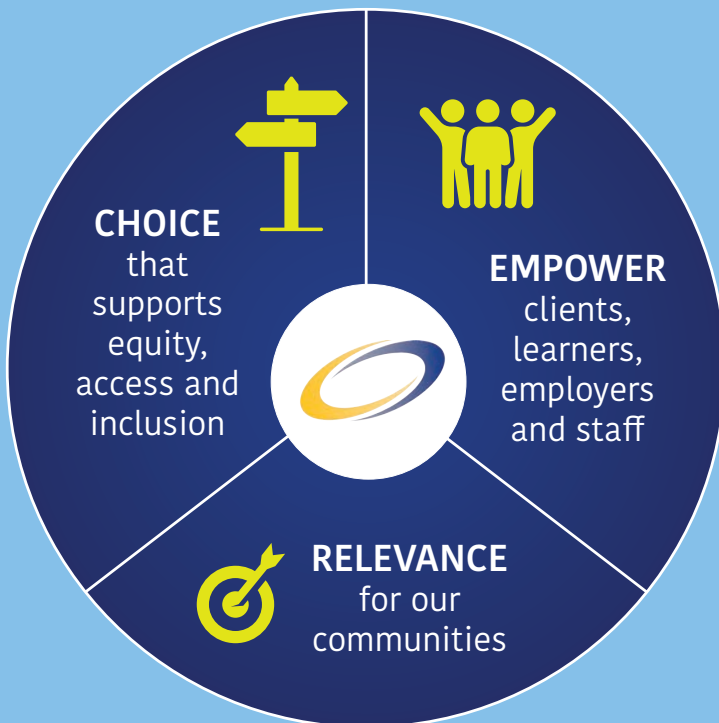 CHOICE
that
supports
equity,
access and
inclusion
EMPOWER
clients,
learners,
employers
and staff
RELEVANCE
for our
communities